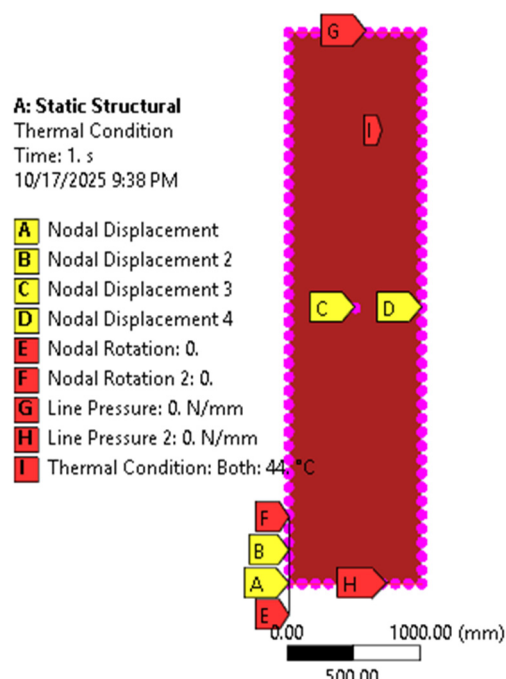 G
I
A: Static Structural
Thermal Condition
Time: 1. s
10/17/2025 9:38 PM
A Nodal Displacement
B Nodal Displacement 2
C Nodal Displacement 3
D Nodal Displacement 4
E Nodal Rotation: 0.
F Nodal Rotation 2: 0.
G Line Pressure: 0. N/mm
H Line Pressure 2: 0. N/mm
I Thermal Condition: Both: 44. °C
C D
F
B
A H
E
0.00 1000.00 (mm)
500.00